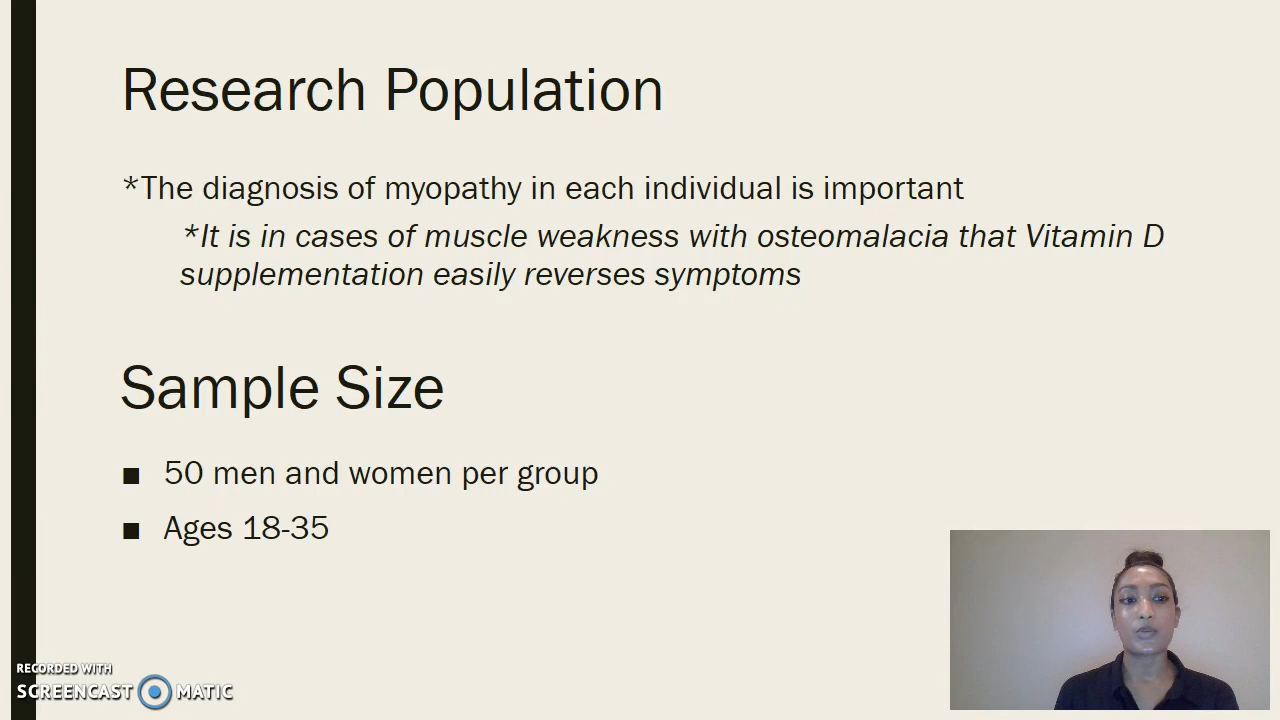 Research Population
*The diagnosis of myopathy in each individual is important
*It is in cases of muscle weakness with osteomalacia that Vitamin D
supplementation easily reverses symptoms
Sample Size
■ 50 men and women per group
■ Ages 18-35
RECORDED WITH
SCREENCAST MATIC